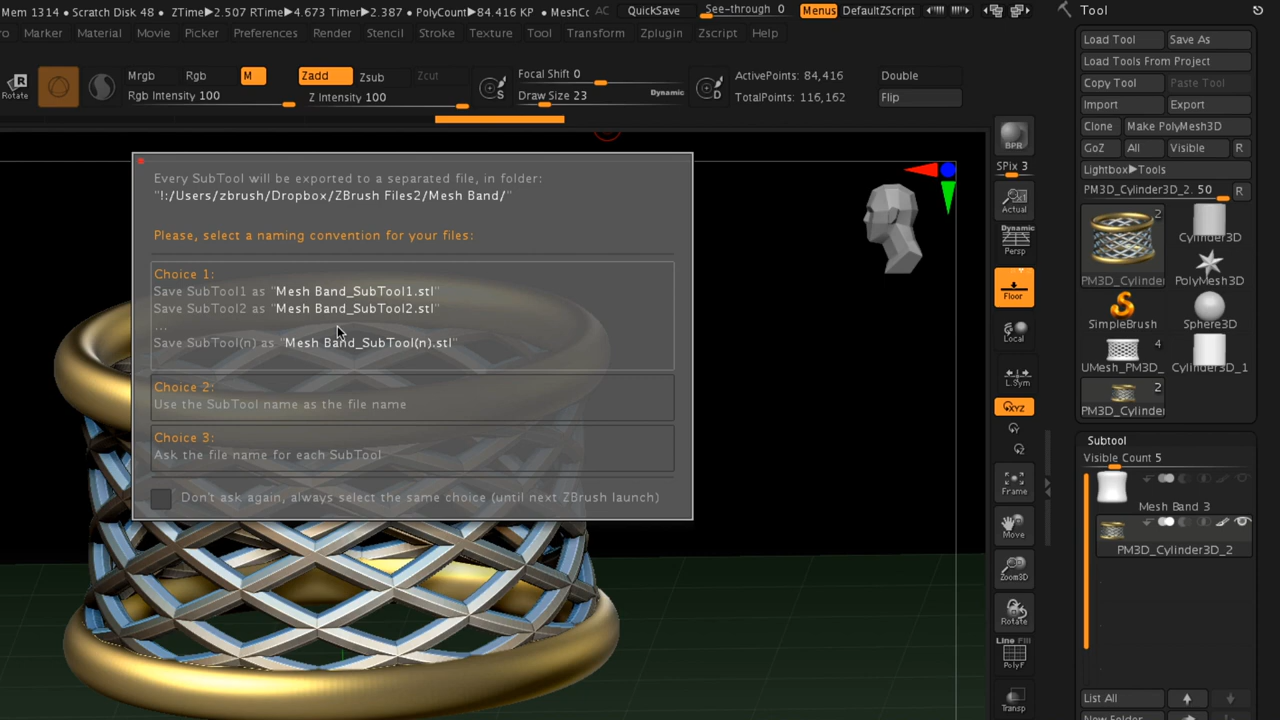 Mem 1314 • Scratch Disk 48 • ZTime▶2.507 RTime▶4.673 Timer▶2.387 • PolyCount▶84.416 KP • MeshCo AC QuickSave See-through 0 Menus DefaultZScript
Marker Material Movie Picker Preferences Render Stencil Stroke Texture Tool Transform Zplugin Zscript Help
Rotate
Mrgb Rgb M
Rgb Intensity 100
Zadd Zsub Zcut
Z Intensity 100
S
Focal Shift 0
Draw Size 23 Dynamic
D
ActivePoints: 84,416
TotalPoints: 116,162
Double
Flip
Every SubTool will be exported to a separated file, in folder:
"!:/Users/zbrush/Dropbox/ZBrush Files2/Mesh Band/"
Please, select a naming convention for your files:
Choice 1:
Save SubTool1 as "Mesh Band_SubTool1.stl"
Save SubTool2 as "Mesh Band_SubTool2.stl"
...
Save SubTool(n) as "Mesh Band_SubTool(n).stl"
Choice 2:
Use the SubTool name as the file name
Choice 3:
Ask the file name for each SubTool
Don't ask again, always select the same choice (until next ZBrush launch)
BPR
SPix 3
Actual
Dynamic
Persp
Floor
Local
L.Sym
XYZ
Frame
Move
Zoom3D
Rotate
Line Fill
PolyF
Transp
Tool
Load Tool Save As
Load Tools From Project
Copy Tool Paste Tool
Import Export
Clone Make PolyMesh3D
GoZ All Visible R
Lightbox▶Tools
PM3D_Cylinder3D_2. 50 R
2
PM3D_Cylinder
Cylinder3D
PolyMesh3D
SimpleBrush Sphere3D
4
UMesh_PM3D_ Cylinder3D_1
2
PM3D_Cylinder
Subtool
Visible Count 5
Mesh Band 3
PM3D_Cylinder3D_2
List All
New Folder